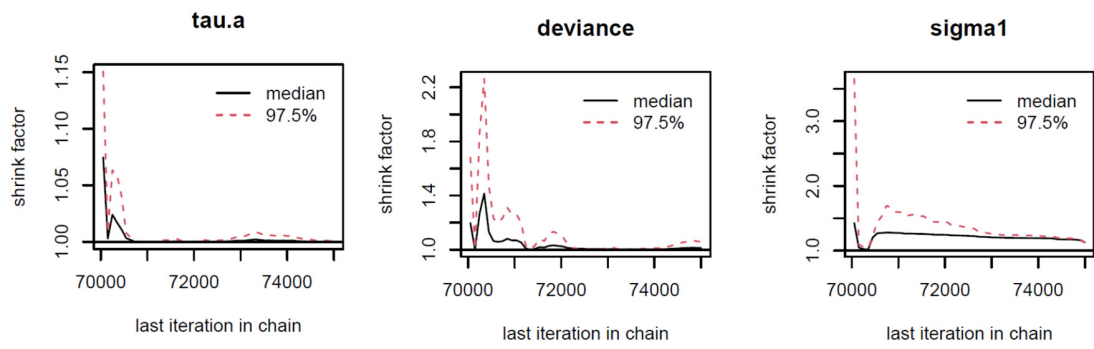 tau.a
shrink factor
1.00 1.05 1.10 1.15
median
97.5%
70000 72000 74000
last iteration in chain
deviance
shrink factor
1.0 1.4 1.8 2.2
median
97.5%
70000 72000 74000
last iteration in chain
sigma1
shrink factor
1.0 2.0 3.0
median
97.5%
70000 72000 74000
last iteration in chain